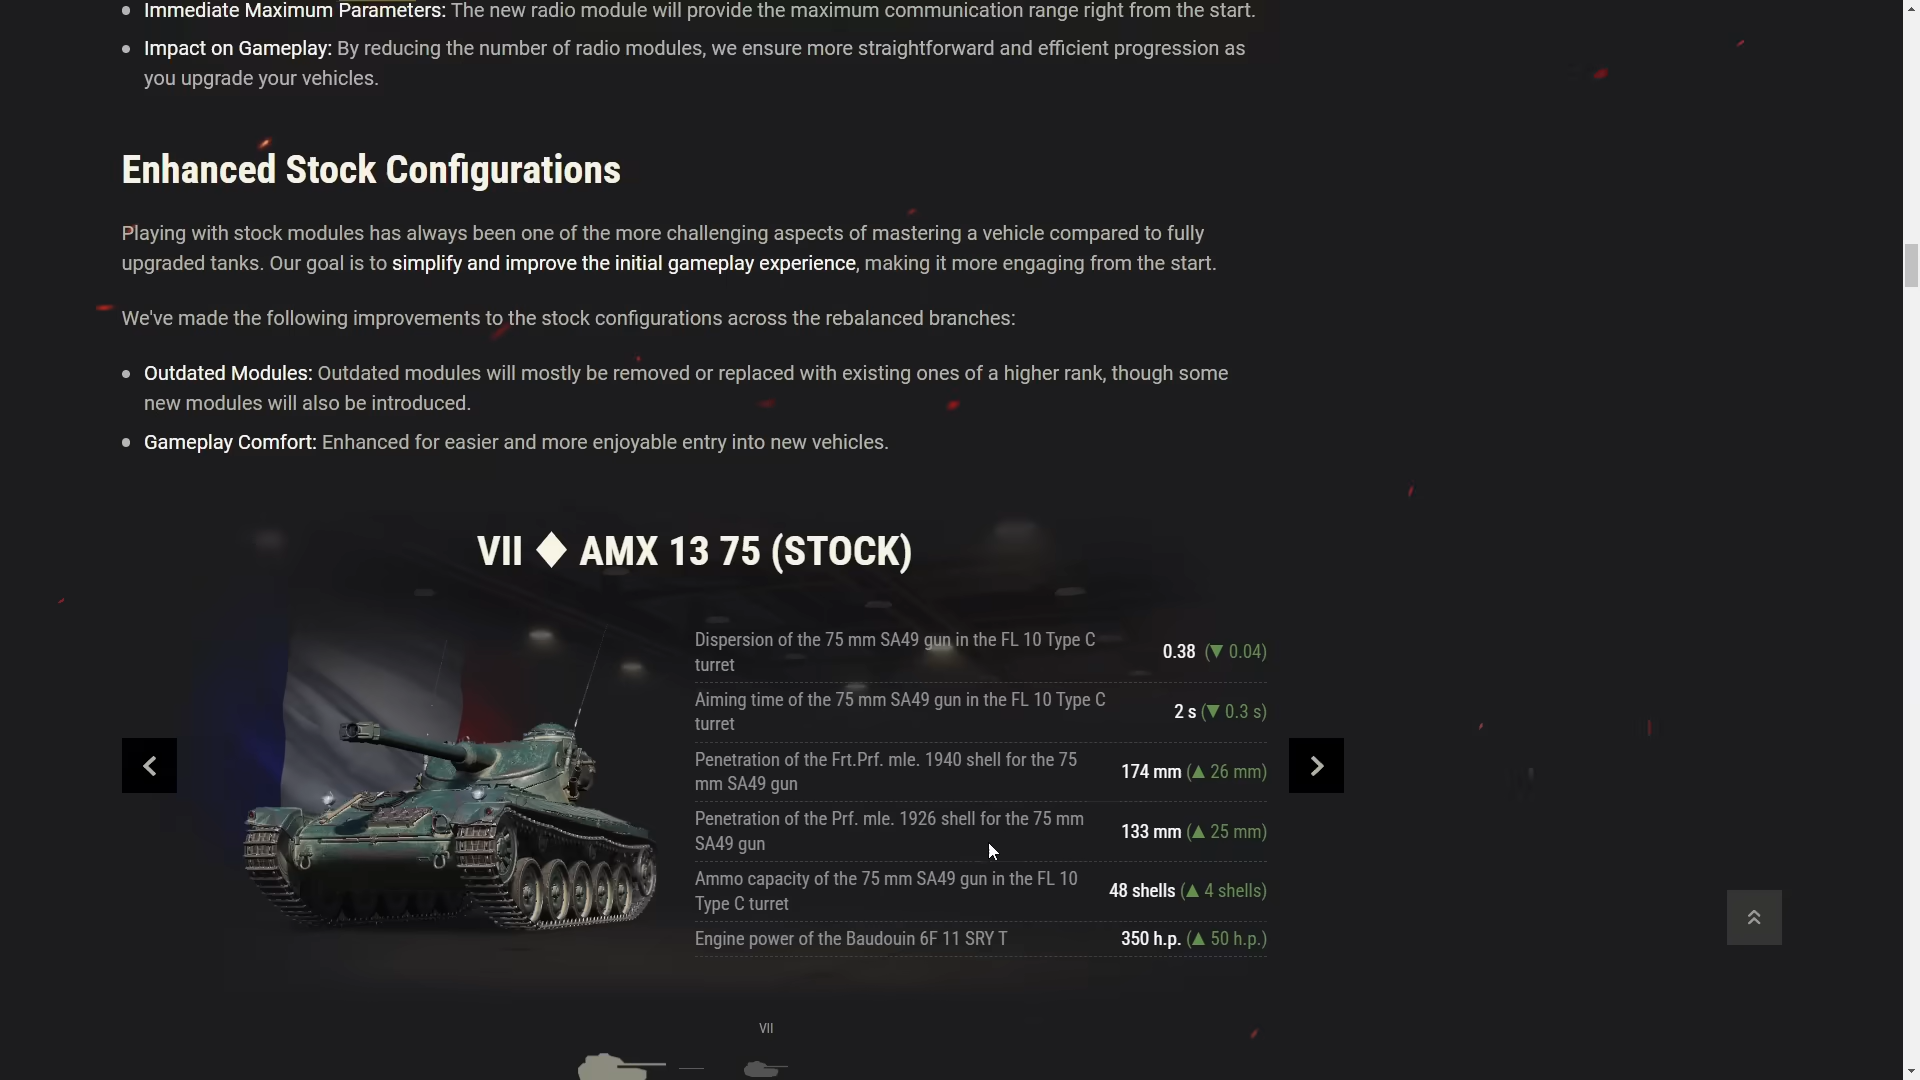 Immediate Maximum Parameters: The new radio module will provide the maximum communication range right from the start.
Impact on Gameplay: By reducing the number of radio modules, we ensure more straightforward and efficient progression as
you upgrade your vehicles.
Enhanced Stock Configurations
Playing with stock modules has always been one of the more challenging aspects of mastering a vehicle compared to fully
upgraded tanks. Our goal is to simplify and improve the initial gameplay experience, making it more engaging from the start.
We've made the following improvements to the stock configurations across the rebalanced branches:
Outdated Modules: Outdated modules will mostly be removed or replaced with existing ones of a higher rank, though some
new modules will also be introduced.
Gameplay Comfort: Enhanced for easier and more enjoyable entry into new vehicles.
VII ♦ AMX 13 75 (STOCK)
Dispersion of the 75 mm SA49 gun in the FL 10 Type C
turret
0.38 (▼ 0.04)
Aiming time of the 75 mm SA49 gun in the FL 10 Type C
turret
2 s (▼ 0.3 s)
Penetration of the Frt.Prf. mle. 1940 shell for the 75
mm SA49 gun
174 mm (▲ 26 mm)
Penetration of the Prf. mle. 1926 shell for the 75 mm
SA49 gun
133 mm (▲ 25 mm)
Ammo capacity of the 75 mm SA49 gun in the FL 10
Type C turret
48 shells (▲ 4 shells)
Engine power of the Baudouin 6F 11 SRY T
350 h.p. (▲ 50 h.p.)
VII